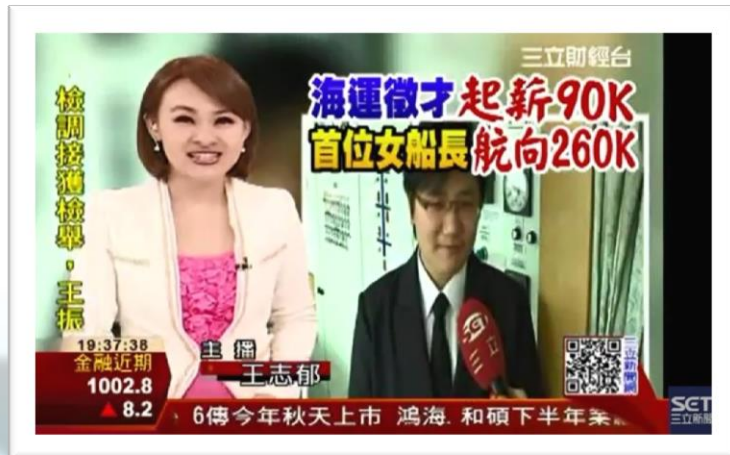 三立財經台
海運徵才 起薪90K
首位女船長 航向260K
檢調接獲檢舉，王振
19:37:38
金融近期
1002.8
▲ 8.2
主播
王志郁
三立
6傳今年秋天上市 鴻海. 和碩下半年業
SET
三立新聞